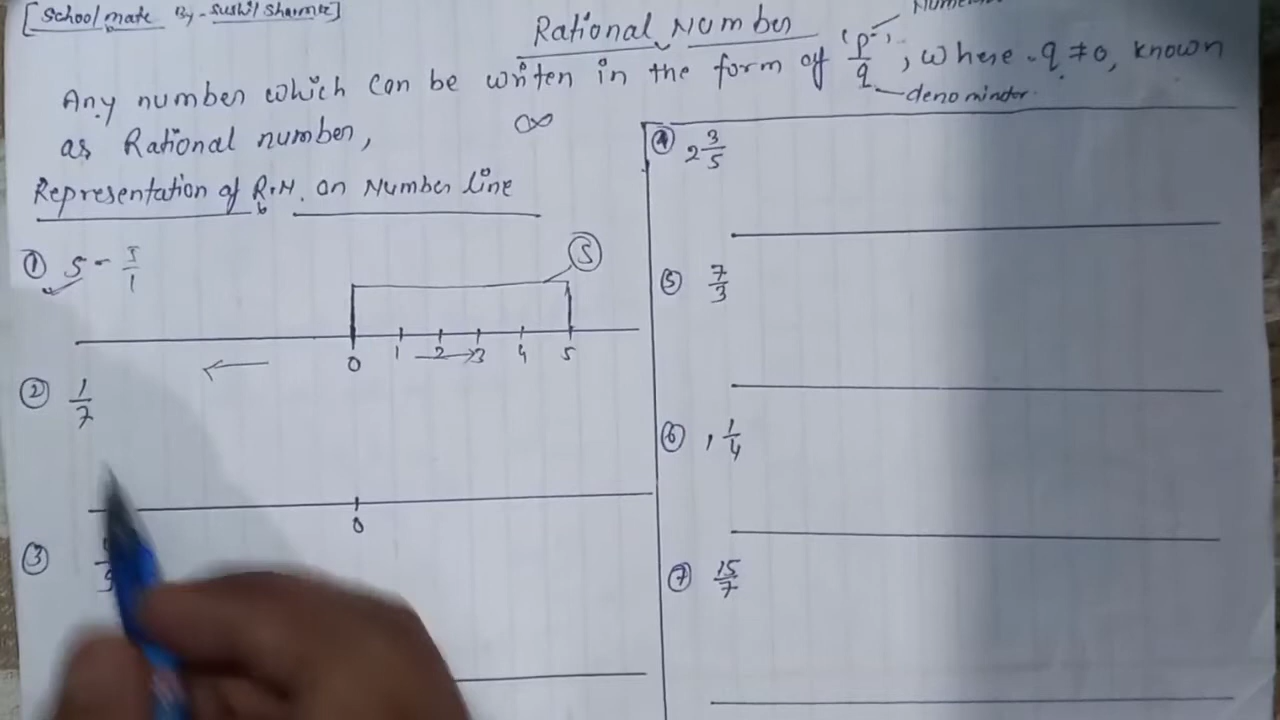 [School mate By - Sushil Sharma]
Rational Number
Any number which can be writen in the form of 'p/q', where q ≠ 0, known
denomindor.
as Rational number,
∞
Representation of R.N. on Number line
① 5 - 5/1
5
0 1 2 3 4 5
② 1/7
0
③
④ 2 3/5
⑤ 7/3
⑥ 1 1/4
⑦ 15/7